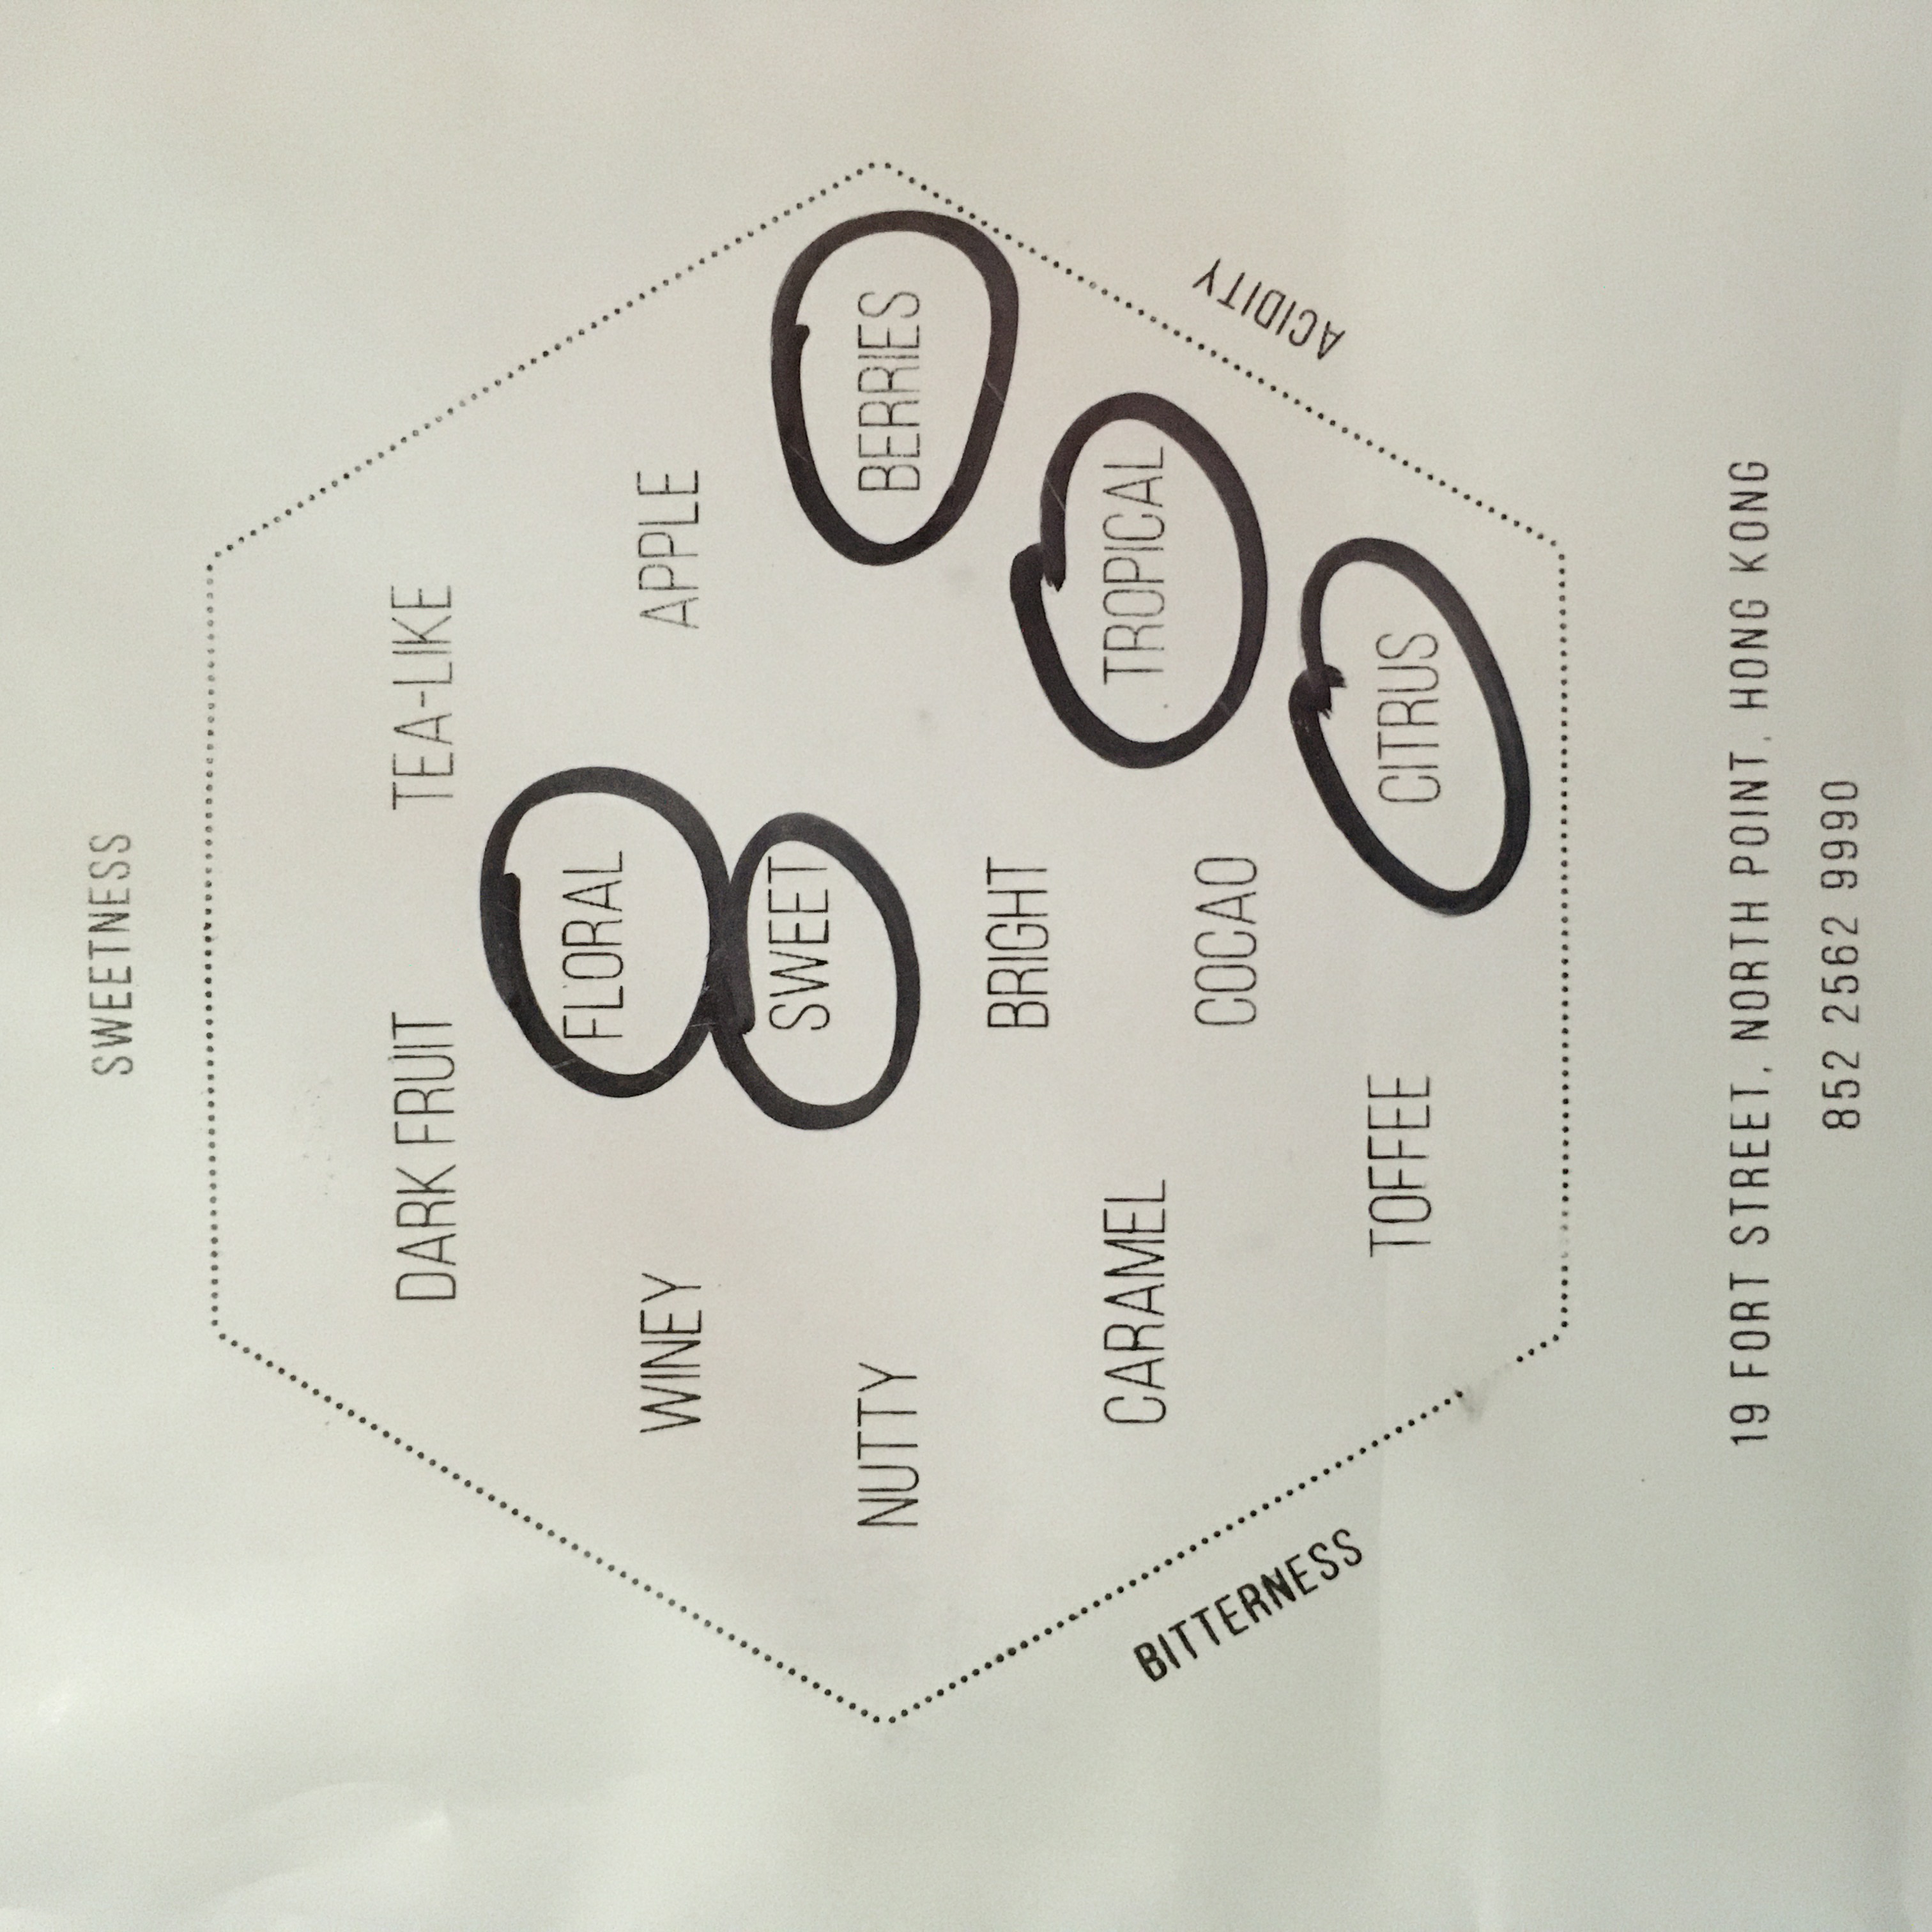 SWEETNESS
DARK FRUIT
TEA-LIKE
FLORAL
WINEY
APPLE
SWEET
NUTTY
BERRIES
BRIGHT
CARAMEL
TROPICAL
COCAO
BITTERNESS
ACIDITY
TOFFEE
CITRUS
19 FORT STREET, NORTH POINT, HONG KONG
852 2562 9990